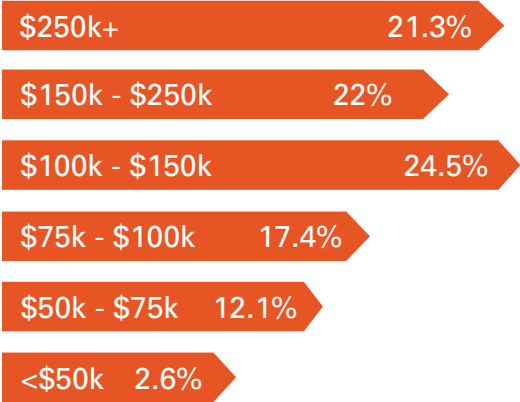 $250k+ 21.3%
$150k - $250k 22%
$100k - $150k 24.5%
$75k - $100k 17.4%
$50k - $75k 12.1%
<$50k 2.6%